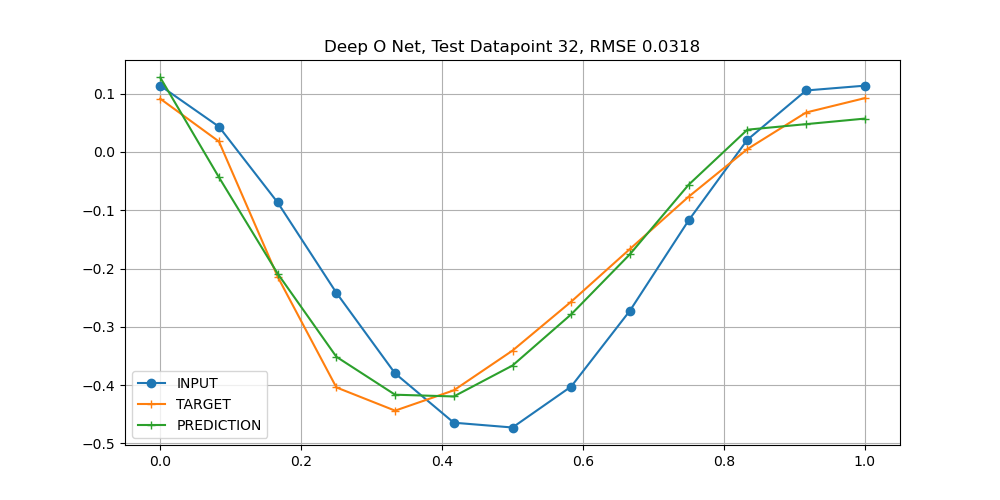 Deep O Net, Test Datapoint 32, RMSE 0.0318
0.1
0.0
−0.1
−0.2
−0.3
−0.4
−0.5
INPUT
TARGET
PREDICTION
0.0 0.2 0.4 0.6 0.8 1.0